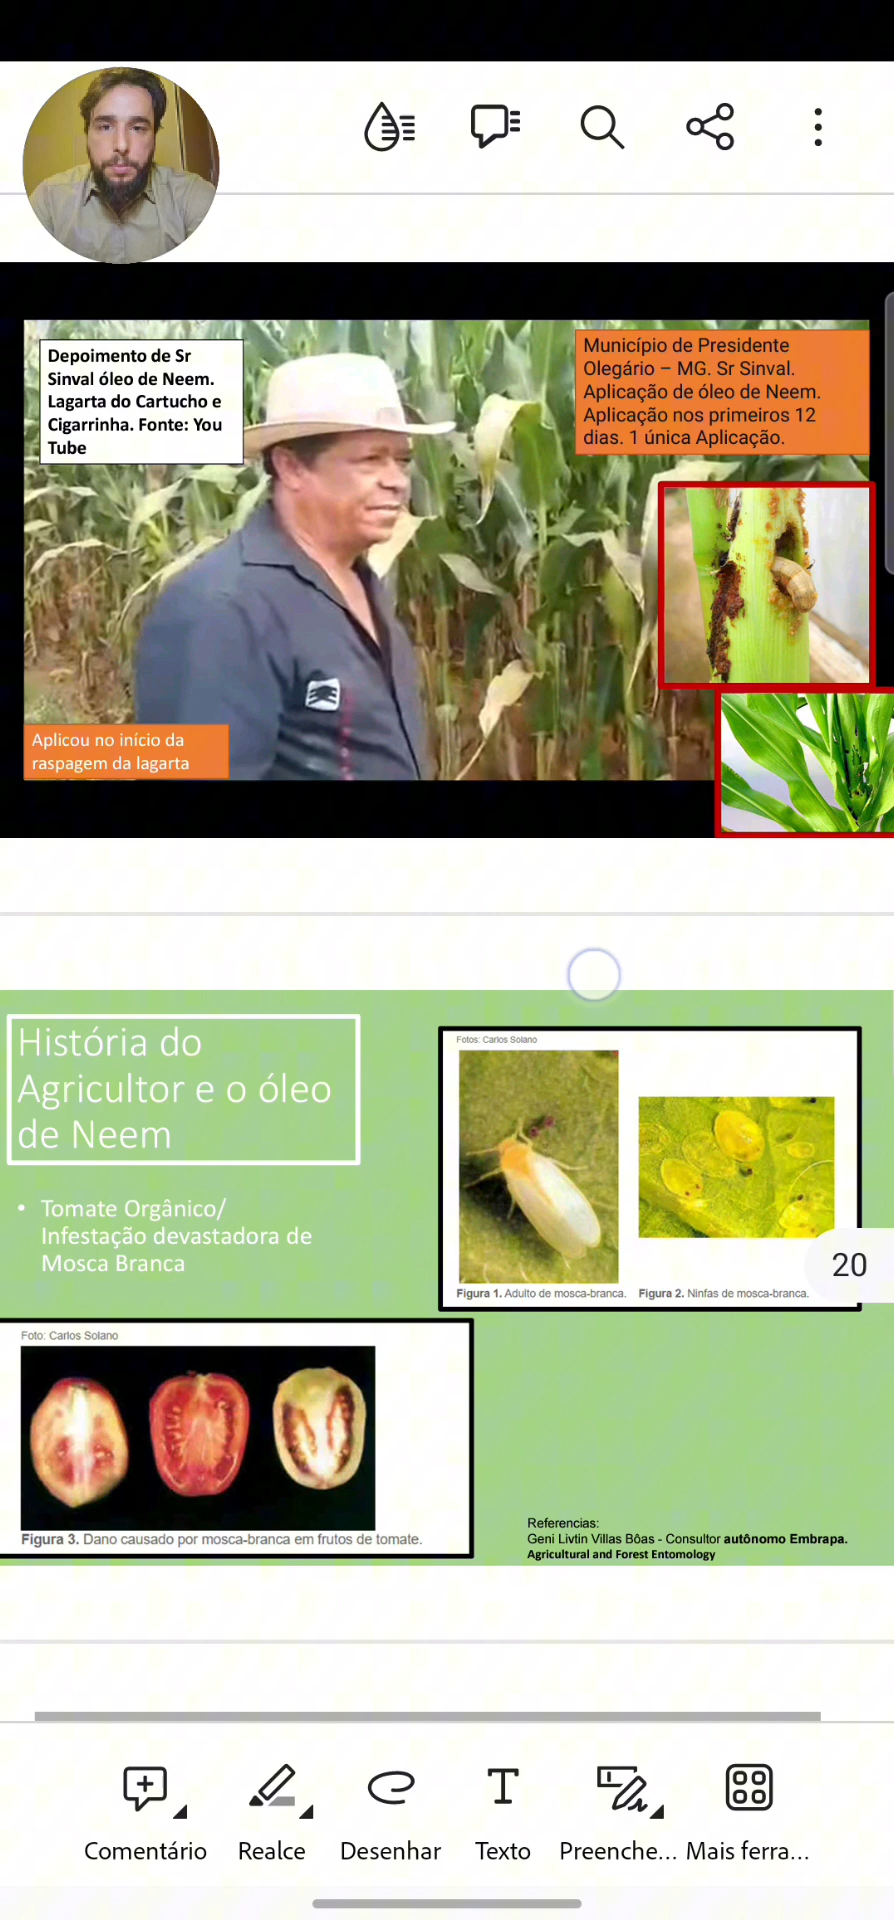 Depoimento de Sr
Sinval óleo de Neem.
Lagarta do Cartucho e
Cigarrinha. Fonte: You
Tube
Município de Presidente
Olegário – MG. Sr Sinval.
Aplicação de óleo de Neem.
Aplicação nos primeiros 12
dias. 1 única Aplicação.
Aplicou no início da
raspagem da lagarta
História do
Agricultor e o óleo
de Neem
• Tomate Orgânico/
Infestação devastadora de
Mosca Branca
Fotos: Carlos Solano
Figura 1. Adulto de mosca-branca.
Figura 2. Ninfas de mosca-branca.
20
Foto: Carlos Solano
Figura 3. Dano causado por mosca-branca em frutos de tomate.
Referencias:
Geni Livtin Villas Bôas - Consultor autônomo Embrapa.
Agricultural and Forest Entomology
Comentário
Realce
Desenhar
Texto
Preenche...
Mais ferra...